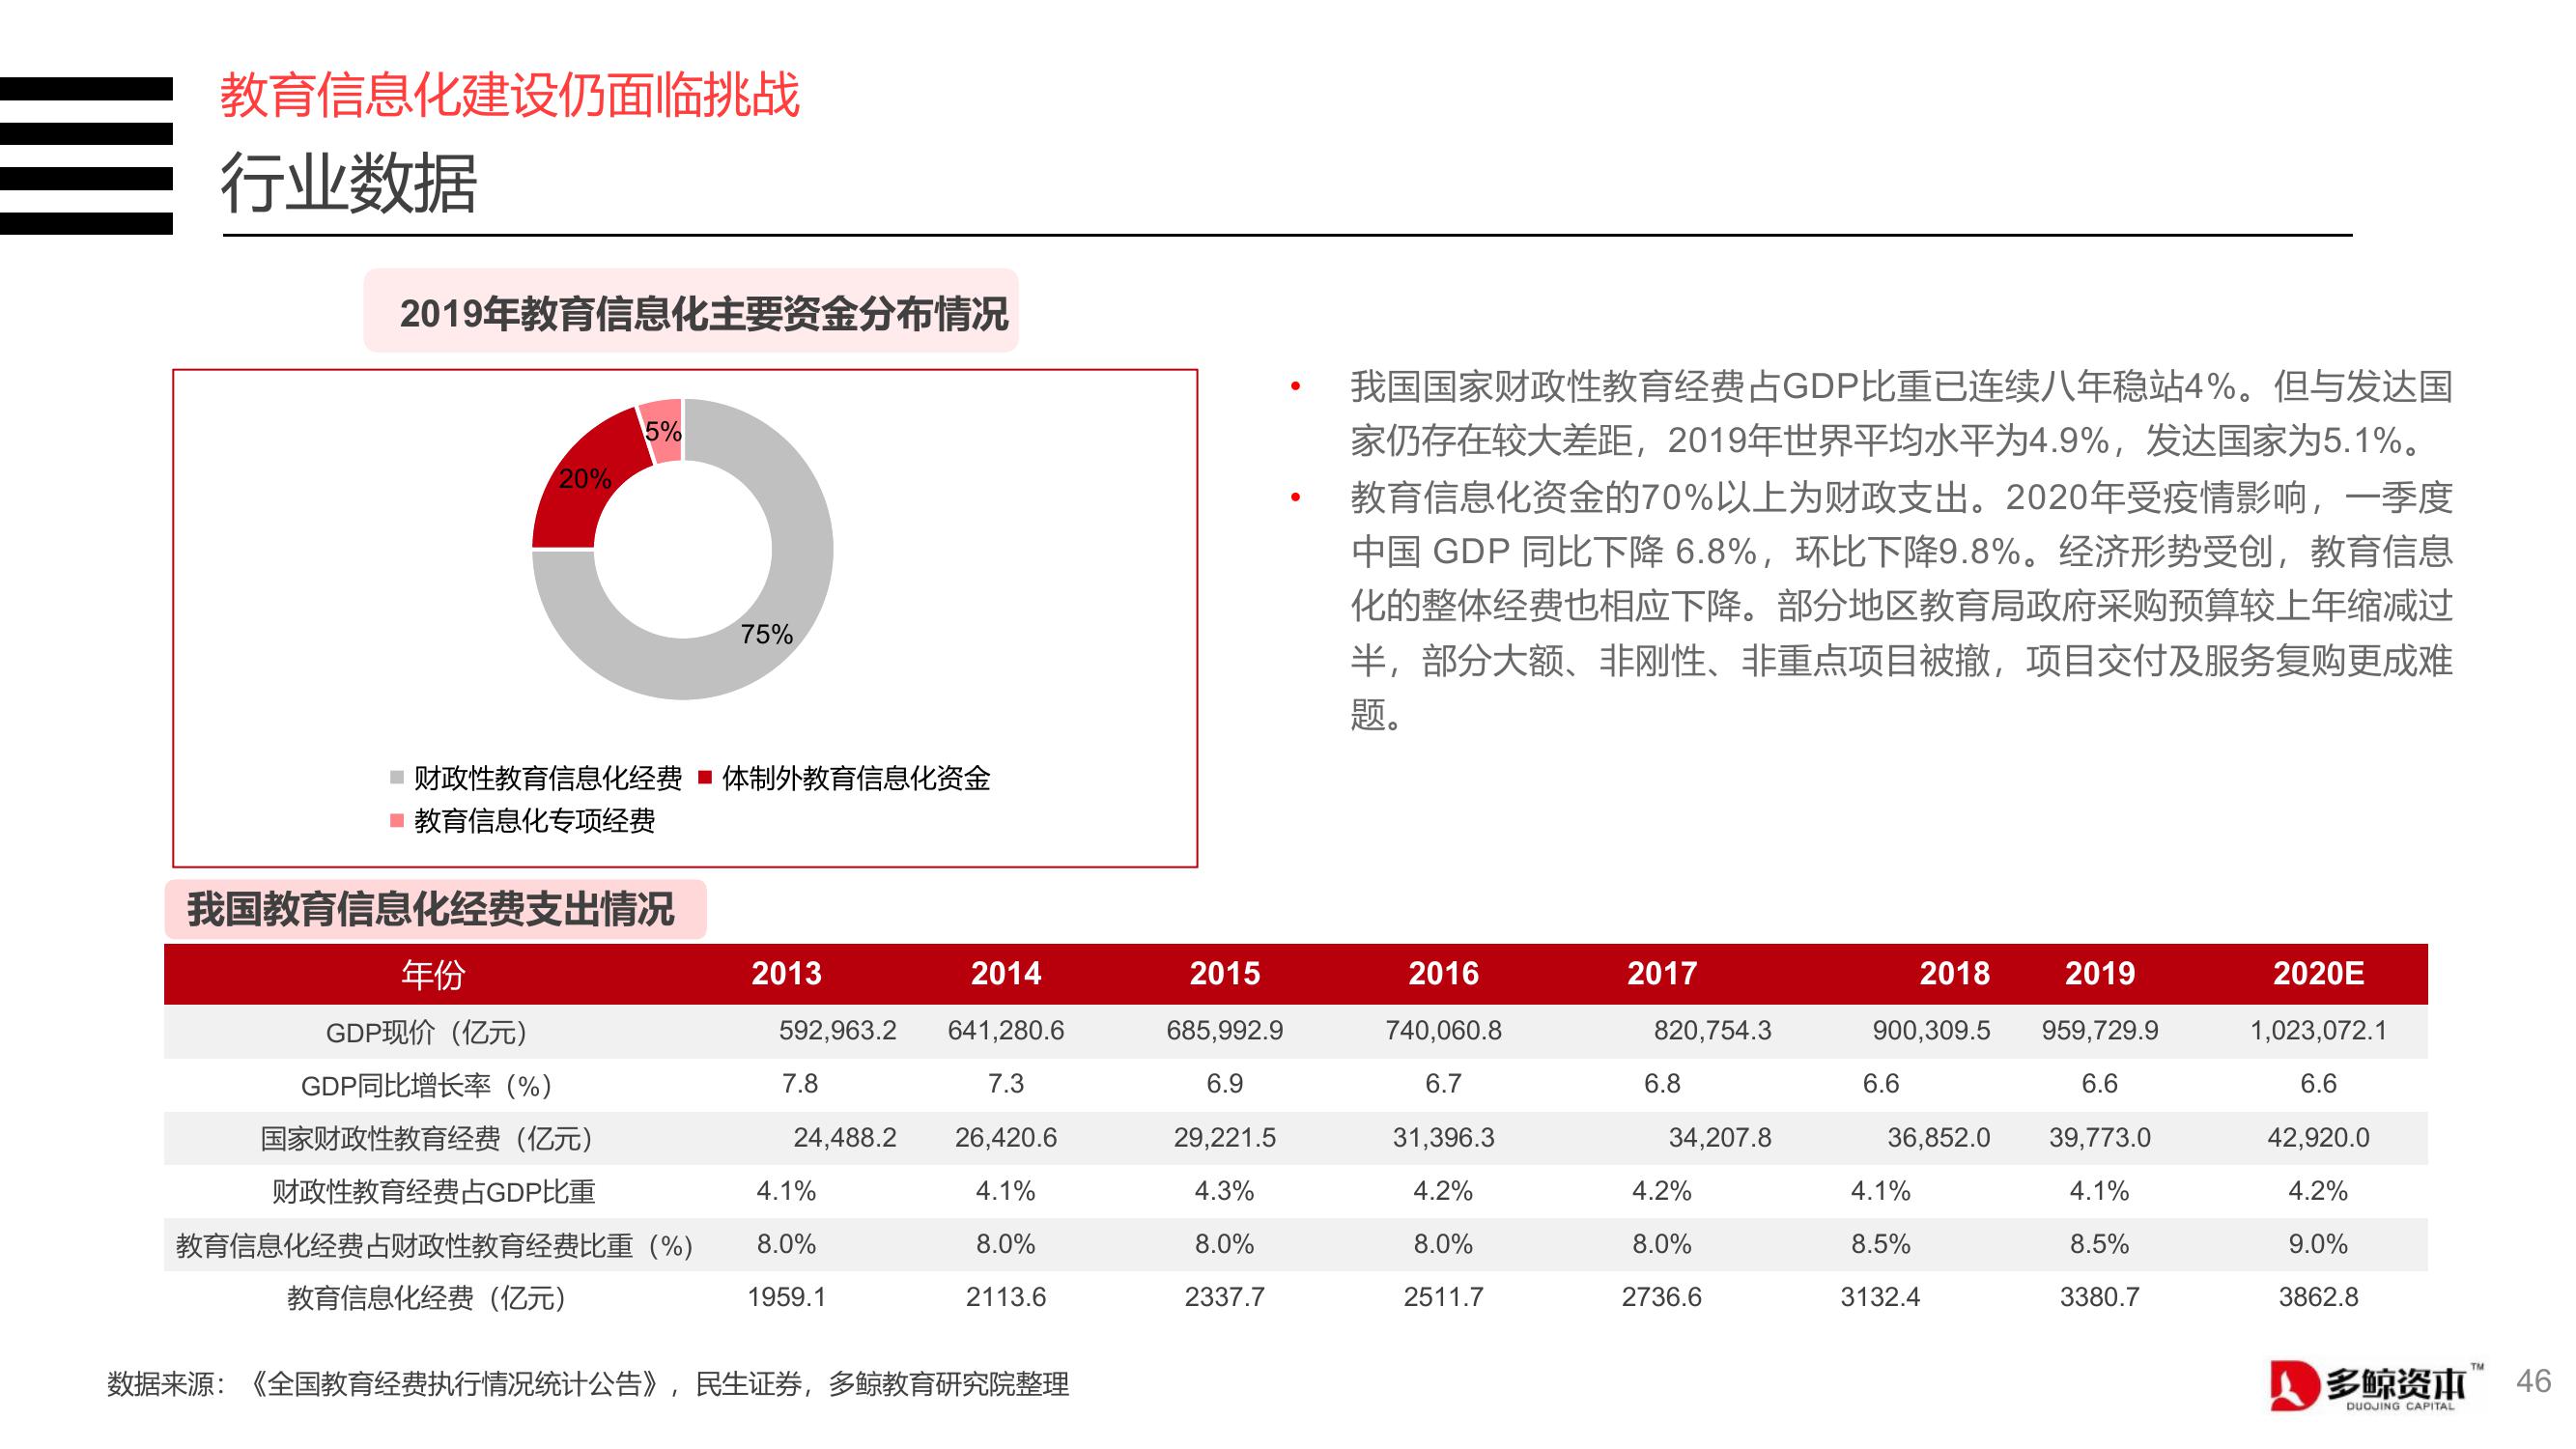 教育信息化建设仍面临挑战
行业数据
2019年教育信息化主要资金分布情况
5%
20%
75%
财政性教育信息化经费 体制外教育信息化资金
教育信息化专项经费
• 我国国家财政性教育经费占GDP比重已连续八年稳站4%。但与发达国
家仍存在较大差距，2019年世界平均水平为4.9%，发达国家为5.1%。
• 教育信息化资金的70%以上为财政支出。2020年受疫情影响，一季度
中国 GDP 同比下降 6.8%，环比下降9.8%。经济形势受创，教育信息
化的整体经费也相应下降。部分地区教育局政府采购预算较上年缩减过
半，部分大额、非刚性、非重点项目被撤，项目交付及服务复购更成难
题。
我国教育信息化经费支出情况
年份 2013 2014 2015 2016 2017 2018 2019 2020E
GDP现价（亿元） 592,963.2 641,280.6 685,992.9 740,060.8 820,754.3 900,309.5 959,729.9 1,023,072.1
GDP同比增长率（%） 7.8 7.3 6.9 6.7 6.8 6.6 6.6 6.6
国家财政性教育经费（亿元） 24,488.2 26,420.6 29,221.5 31,396.3 34,207.8 36,852.0 39,773.0 42,920.0
财政性教育经费占GDP比重 4.1% 4.1% 4.3% 4.2% 4.2% 4.1% 4.1% 4.2%
教育信息化经费占财政性教育经费比重（%） 8.0% 8.0% 8.0% 8.0% 8.0% 8.5% 8.5% 9.0%
教育信息化经费（亿元） 1959.1 2113.6 2337.7 2511.7 2736.6 3132.4 3380.7 3862.8
数据来源：《全国教育经费执行情况统计公告》，民生证券，多鲸教育研究院整理
多鲸资本™
DUOJING CAPITAL
46